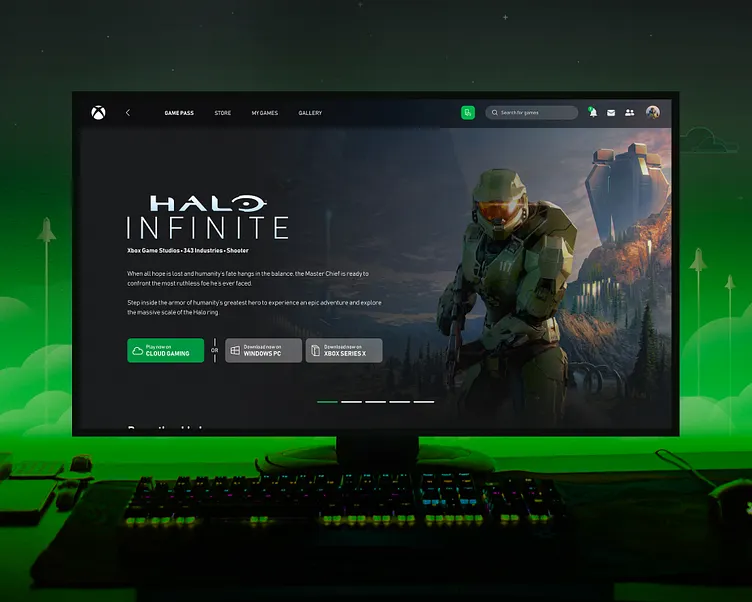 GAME PASS
STORE
MY GAMES
GALLERY
Search for games
HALO
INFINITE
Xbox Game Studios • 343 Industries • Shooter
When all hope is lost and humanity's fate hangs in the balance, the Master Chief is ready to
confront the most ruthless foe he's ever faced.
Step inside the armor of humanity's greatest hero to experience an epic adventure and explore
the massive scale of the Halo ring.
Play now on
CLOUD GAMING
OR
Download now on
WINDOWS PC
Download now on
XBOX SERIES X